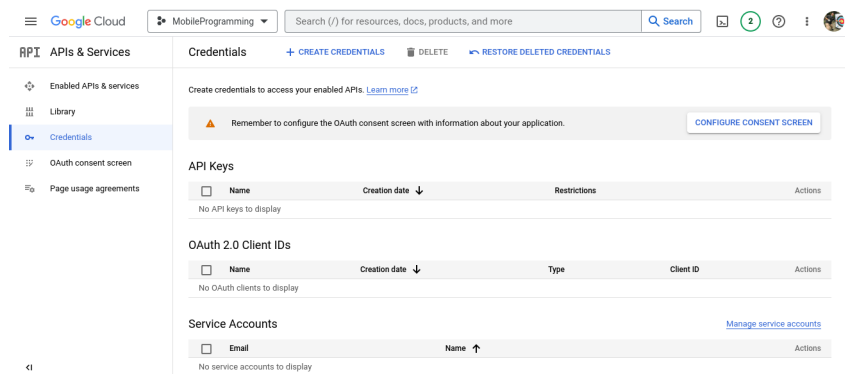 Google Cloud
MobileProgramming
Search (/) for resources, docs, products, and more
Search
2
API APIs & Services
Enabled APIs & services
Library
Credentials
OAuth consent screen
Page usage agreements
Credentials
+ CREATE CREDENTIALS
DELETE
RESTORE DELETED CREDENTIALS
Create credentials to access your enabled APIs. Learn more
Remember to configure the OAuth consent screen with information about your application.
CONFIGURE CONSENT SCREEN
API Keys
Name Creation date Restrictions Actions
No API keys to display
OAuth 2.0 Client IDs
Name Creation date Type Client ID Actions
No OAuth clients to display
Service Accounts
Manage service accounts
Email Name Actions
No service accounts to display